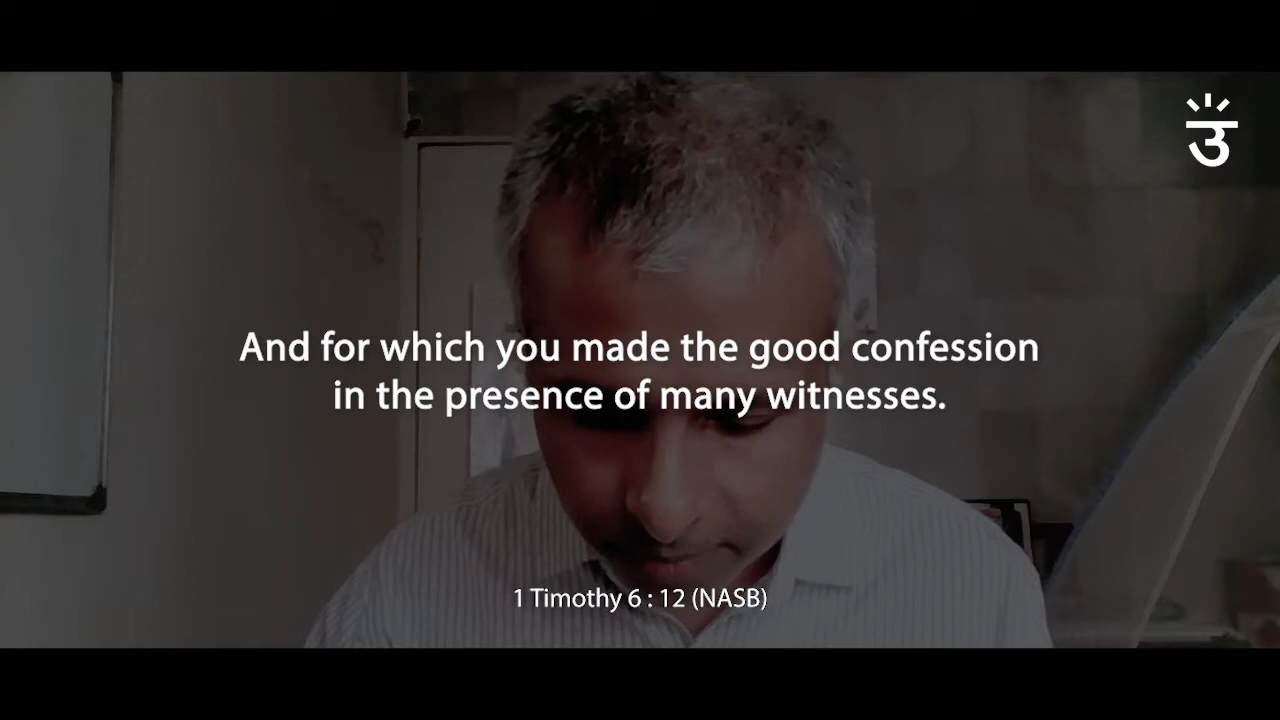 उ
And for which you made the good confession
in the presence of many witnesses.
1 Timothy 6 : 12 (NASB)